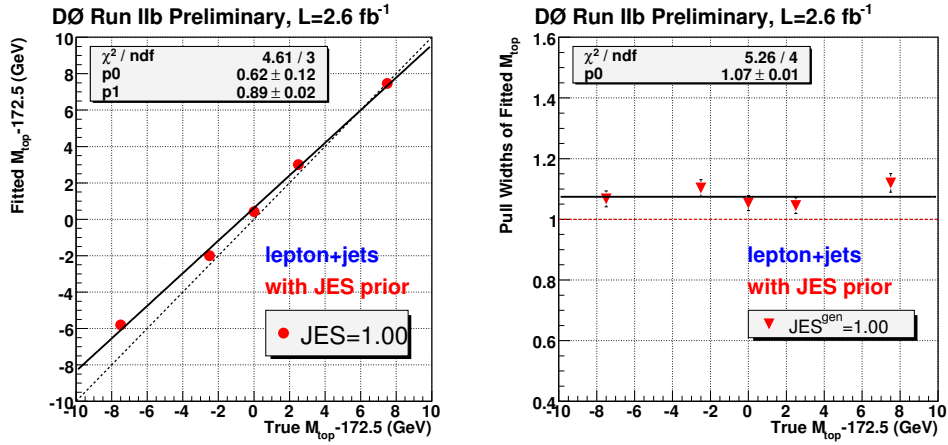 DØ Run IIb Preliminary, L=2.6 fb⁻¹
χ² / ndf 4.61 / 3
p0 0.62 ± 0.12
p1 0.89 ± 0.02
Fitted M_top-172.5 (GeV)
10
8
6
4
2
0
-2
-4
-6
-8
-10
lepton+jets
with JES prior
JES=1.00
-10 -8 -6 -4 -2 0 2 4 6 8 10
True M_top-172.5 (GeV)
DØ Run IIb Preliminary, L=2.6 fb⁻¹
χ² / ndf 5.26 / 4
p0 1.07 ± 0.01
Pull Widths of Fitted M_top
1.6
1.4
1.2
1
0.8
0.6
0.4
lepton+jets
with JES prior
JES^gen=1.00
-10 -8 -6 -4 -2 0 2 4 6 8 10
True M_top-172.5 (GeV)